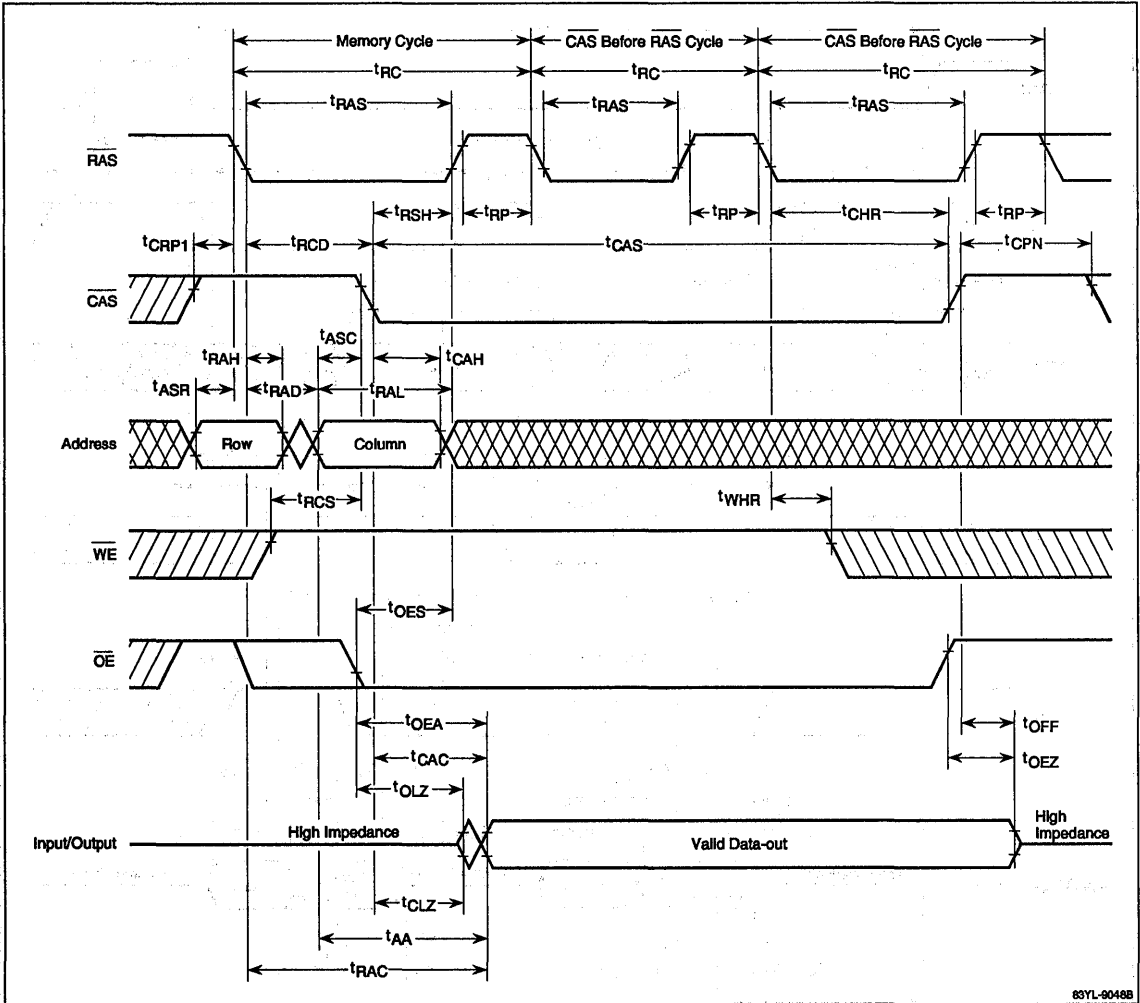 Memory Cycle CAS Before RAS Cycle CAS Before RAS Cycle
tRC tRC tRC
tRAS tRAS tRAS
RAS
tRSH tRP tRP tCHR tRP
tCRP1 tRCD tCAS tCPN
CAS
tASC
tRAH tCAH
tASR tRAD tRAL
Address Row Column
tRCS tWHR
WE
tOES
OE
tOEA tOFF
tCAC tOEZ
tOLZ
High Impedance High
Impedance
Input/Output Valid Data-out
tCLZ
tAA
tRAC
83YL-9048B